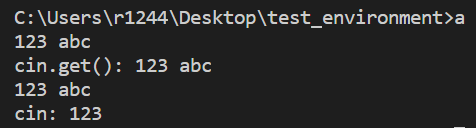 C:\Users\r1244\Desktop\test_environment>a
123 abc
cin.get(): 123 abc
123 abc
cin: 123